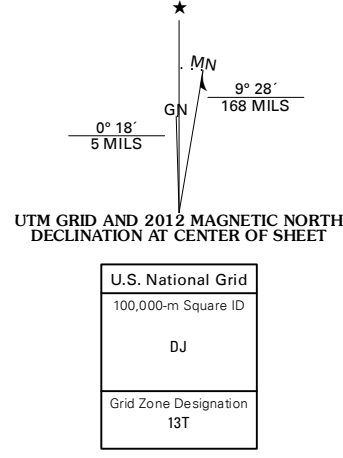 ★
MN
9° 28´
168 MILS
GN
0° 18´
5 MILS
UTM GRID AND 2012 MAGNETIC NORTH
DECLINATION AT CENTER OF SHEET
U.S. National Grid
100,000-m Square ID
DJ
Grid Zone Designation
13T